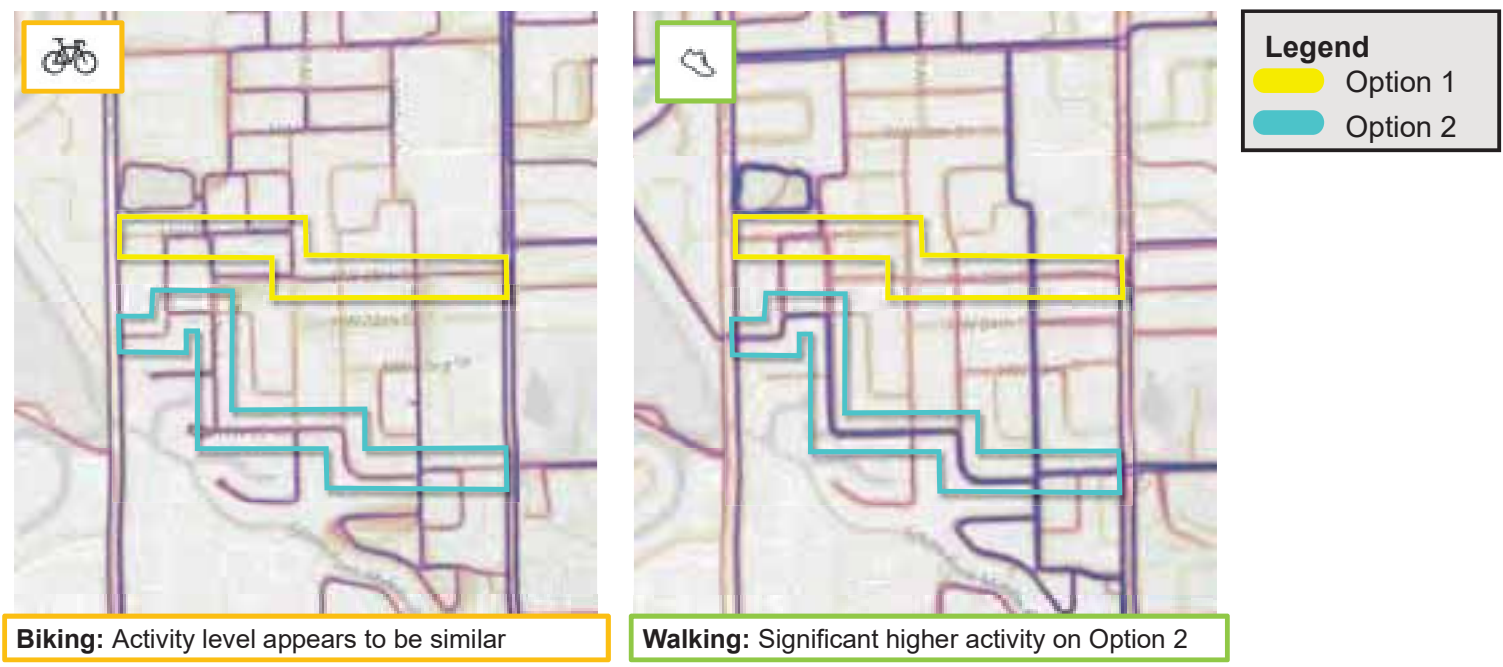 Legend
Option 1
Option 2
Biking: Activity level appears to be similar
Walking: Significant higher activity on Option 2